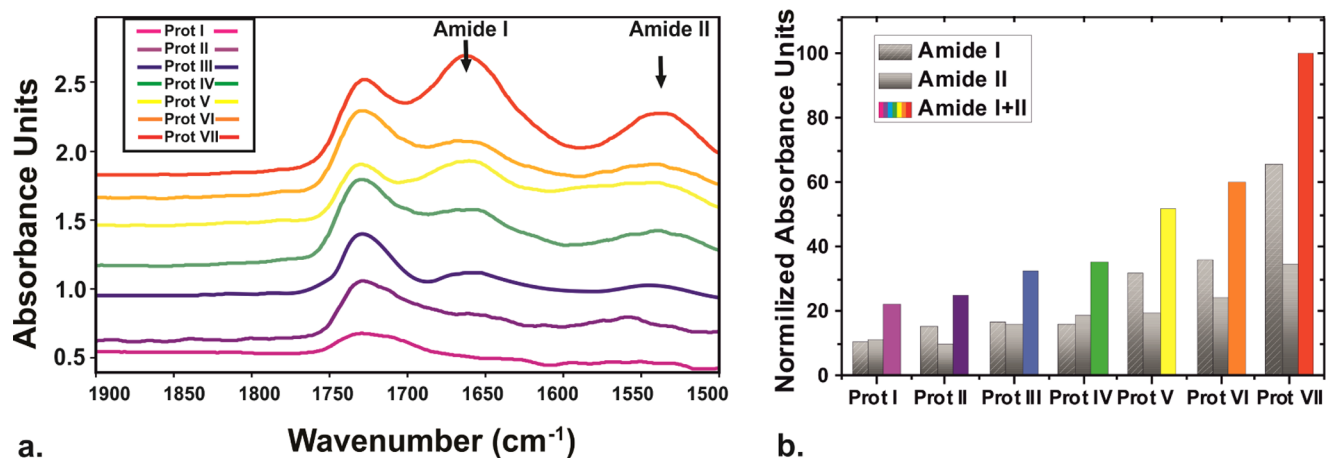 Prot I
Prot II
Prot III
Prot IV
Prot V
Prot VI
Prot VII
Amide I
Amide II
Absorbance Units
2.5
2.0
1.5
1.0
0.5
1900
1850
1800
1750
1700
1650
1600
1550
1500
Wavenumber (cm⁻¹)
a.
Amide I
Amide II
Amide I+II
Normalized Absorbance Units
100
80
60
40
20
0
Prot I
Prot II
Prot III
Prot IV
Prot V
Prot VI
Prot VII
b.